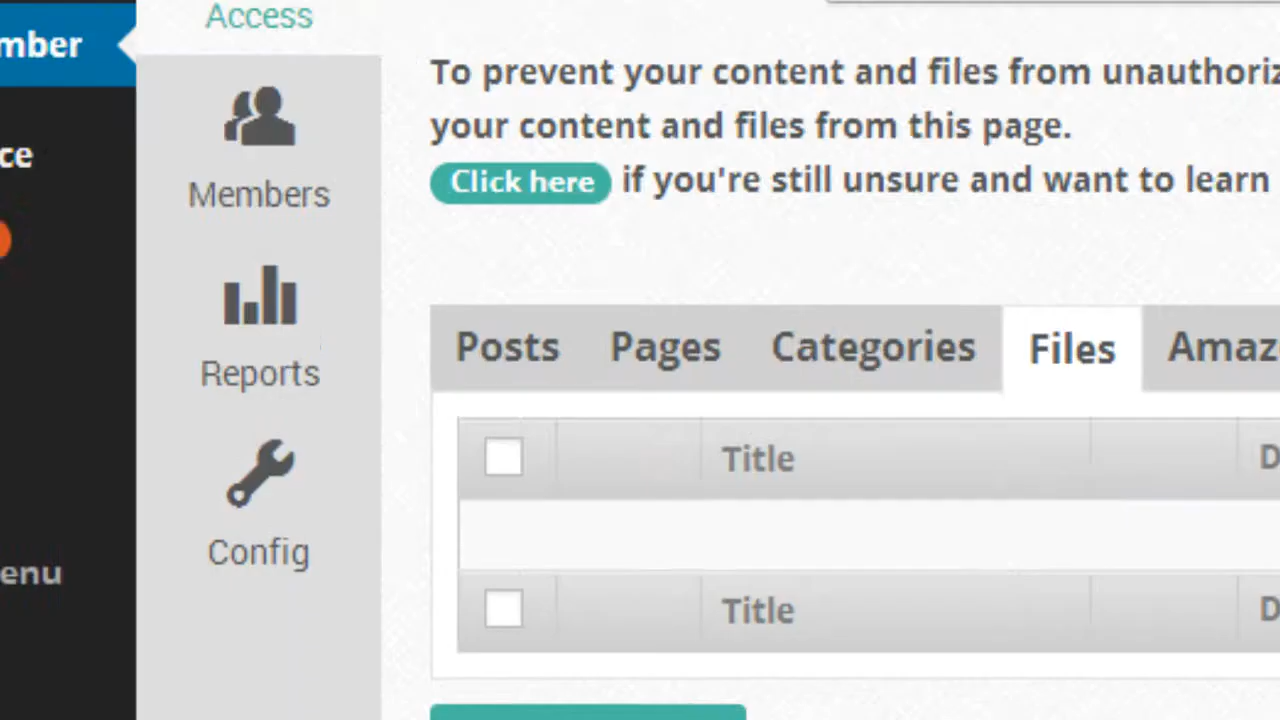 Access
mber
Members
ce
Reports
Config
enu
To prevent your content and files from unauthoriz
your content and files from this page.
Click here if you're still unsure and want to learn
Posts Pages Categories Files Amaz
Title D
Title D